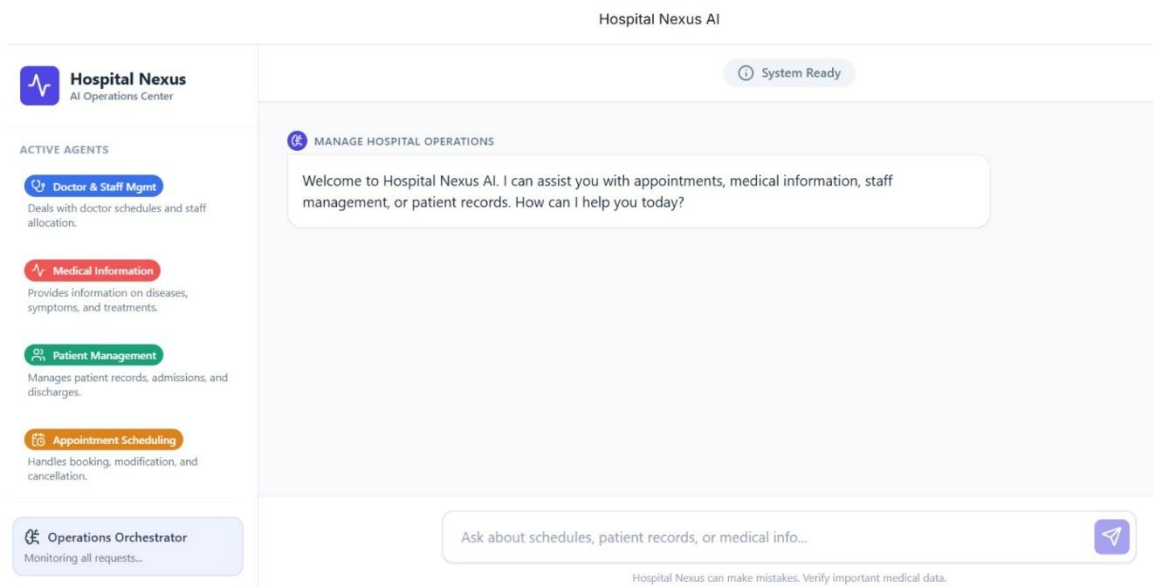 Hospital Nexus AI
Hospital Nexus
AI Operations Center
ACTIVE AGENTS
Doctor & Staff Mgmt
Deals with doctor schedules and staff
allocation.
Medical Information
Provides information on diseases,
symptoms, and treatments.
Patient Management
Manages patient records, admissions, and
discharges.
Appointment Scheduling
Handles booking, modification, and
cancellation.
Operations Orchestrator
Monitoring all requests...
System Ready
MANAGE HOSPITAL OPERATIONS
Welcome to Hospital Nexus AI. I can assist you with appointments, medical information, staff
management, or patient records. How can I help you today?
Ask about schedules, patient records, or medical info...
Hospital Nexus can make mistakes. Verify important medical data.